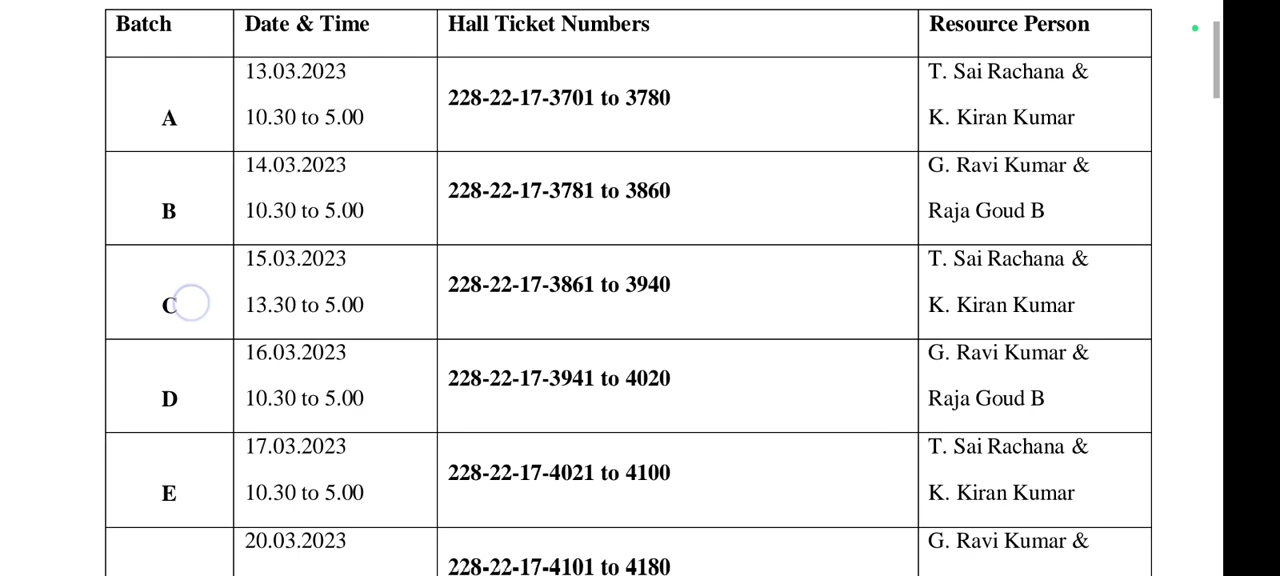 Batch Date & Time Hall Ticket Numbers Resource Person
13.03.2023 T. Sai Rachana &
228-22-17-3701 to 3780
A 10.30 to 5.00 K. Kiran Kumar
14.03.2023 G. Ravi Kumar &
228-22-17-3781 to 3860
B 10.30 to 5.00 Raja Goud B
15.03.2023 T. Sai Rachana &
228-22-17-3861 to 3940
C 13.30 to 5.00 K. Kiran Kumar
16.03.2023 G. Ravi Kumar &
228-22-17-3941 to 4020
D 10.30 to 5.00 Raja Goud B
17.03.2023 T. Sai Rachana &
228-22-17-4021 to 4100
E 10.30 to 5.00 K. Kiran Kumar
20.03.2023 G. Ravi Kumar &
228-22-17-4101 to 4180